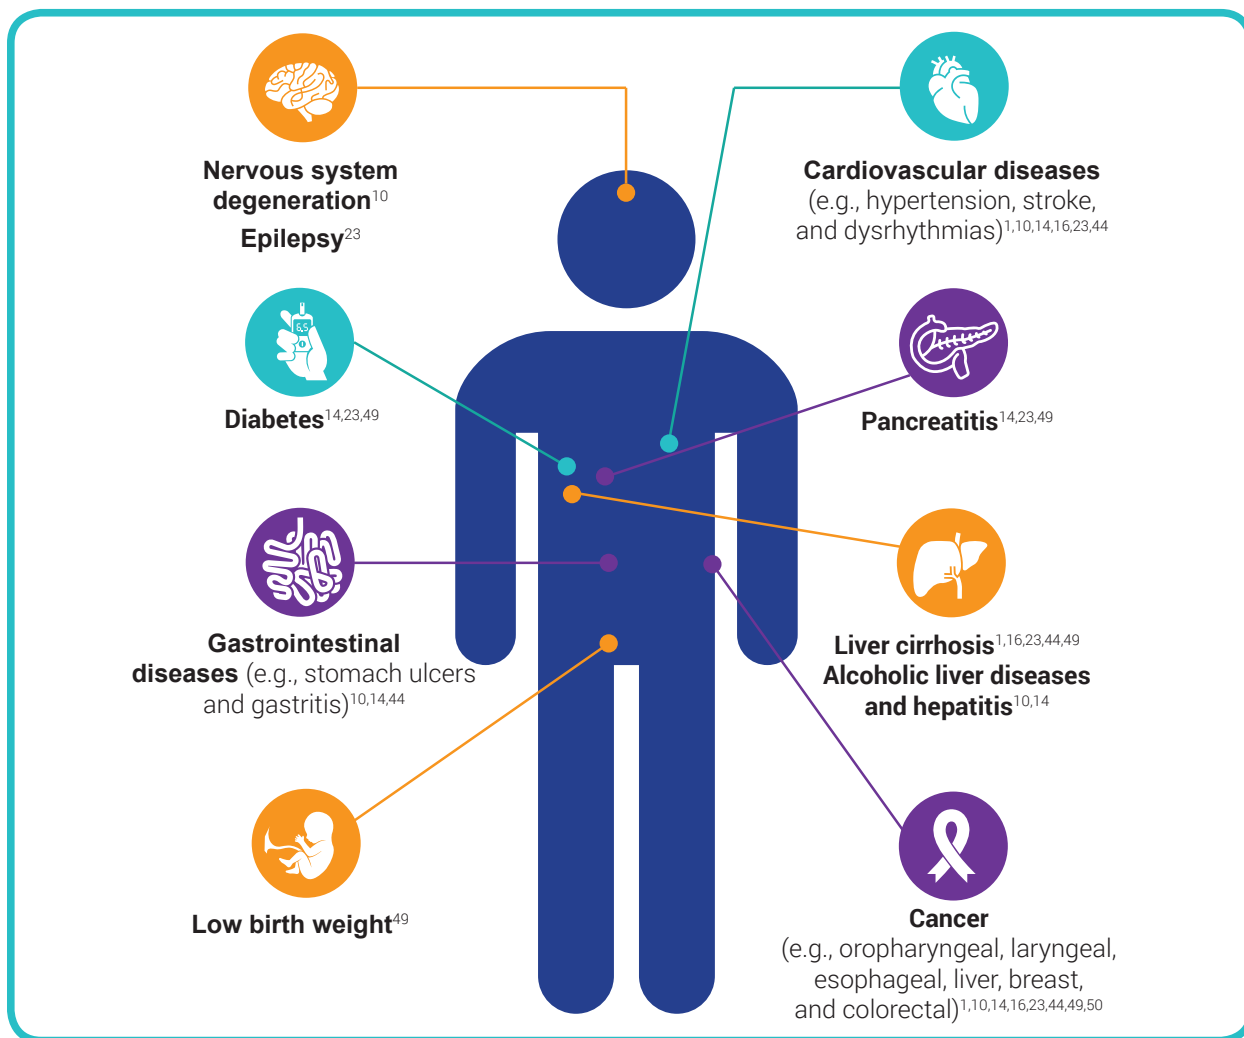 Nervous system
degeneration10
Epilepsy23
Cardiovascular diseases
(e.g., hypertension, stroke,
and dysrhythmias)1,10,14,16,23,44
6,5
Diabetes14,23,49
Pancreatitis14,23,49
Gastrointestinal
diseases (e.g., stomach ulcers
and gastritis)10,14,44
Liver cirrhosis1,16,23,44,49
Alcoholic liver diseases
and hepatitis10,14
Low birth weight49
Cancer
(e.g., oropharyngeal, laryngeal,
esophageal, liver, breast,
and colorectal)1,10,14,16,23,44,49,50